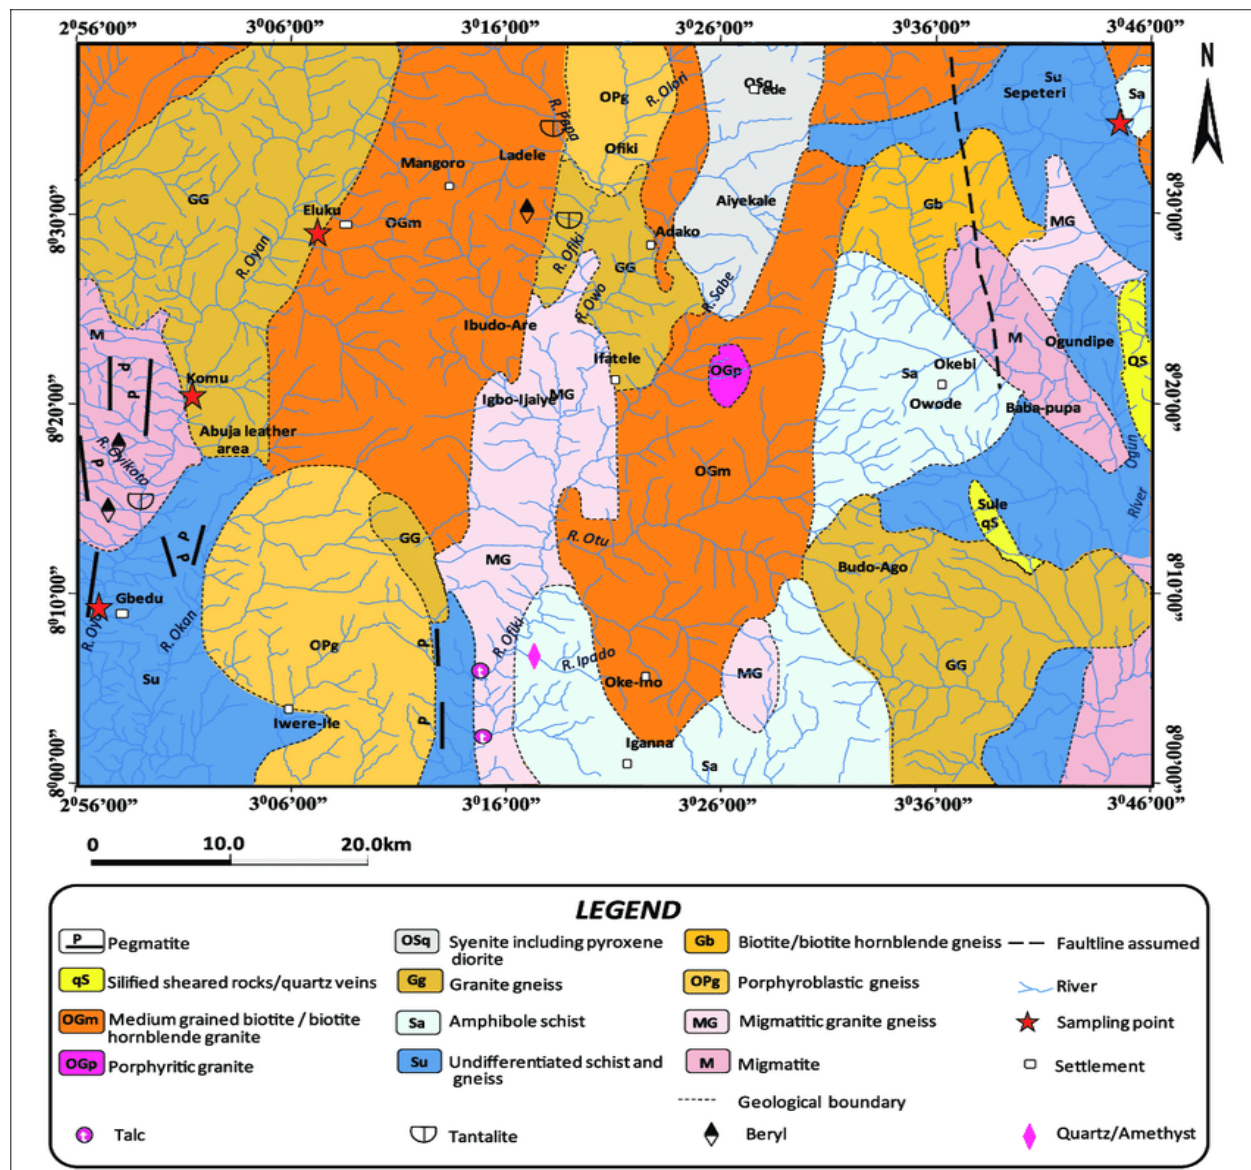 2°56'00" 3°06'00" 3°16'00" 3°26'00" 3°36'00" 3°46'00"
N
OSq
ede
Su
Sepeteri
Sa
OPg
R. Olori
R. Pana
Ofiki
Mangoro
Ladele
GG
Eluku
OGm
Aiyekale
Gb
MG
8°30'00"
8°30'00"
Adako
R. Oyan
R. Ofiki
GG
R. Owo
R. Sabe
M
Ibudo-Are
M
Ogundipe
Ifatele
OGp
Okebi
QS
P
Komu
Sa
P
Igbo-Ijaiye
MG
Owode
Baba-pupa
8°20'00"
8°20'00"
Abuja leather
area
R. Oyikoto
P
OGm
Ogun
River
Sule
qS
P
P
GG
R. Otu
MG
Budo-Ago
8°10'00"
8°10'00"
Gbedu
R. Oyi
R. Okan
OPg
P
R. Ofiki
R. Ipado
GG
Su
t
Oke-Imo
MG
Iwere-Ile
P
t
Iganna
Sa
8°00'00"
8°00'00"
2°56'00" 3°06'00" 3°16'00" 3°26'00" 3°36'00" 3°46'00"
0 10.0 20.0km
LEGEND
P Pegmatite
OSq Syenite including pyroxene
diorite
Gb Biotite/biotite hornblende gneiss
Faultline assumed
qS Silified sheared rocks/quartz veins
Gg Granite gneiss
OPg Porphyroblastic gneiss
River
OGm Medium grained biotite / biotite
hornblende granite
Sa Amphibole schist
MG Migmatitic granite gneiss
Sampling point
OGp Porphyritic granite
Su Undifferentiated schist and
gneiss
M Migmatite
Settlement
Geological boundary
t Talc
Tantalite
Beryl
Quartz/Amethyst